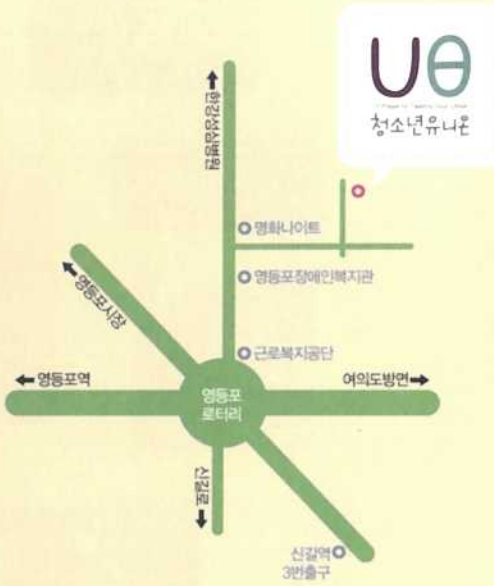 UΘ
청소년유니온
←한강성심병원
명화나이트
영등포장애인복지관
←영등포시장
근로복지공단
←영등포역
여의도방면→
영등포
로터리
신길로→
신길역
3번출구